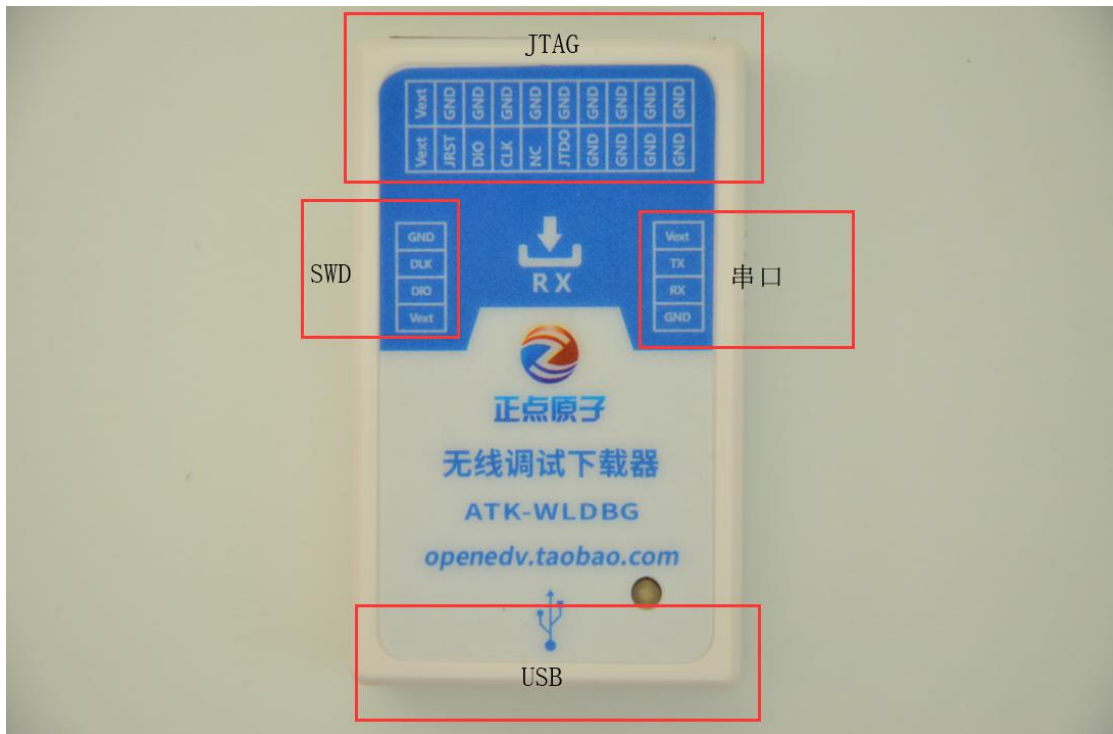 JTAG
Vext GND GND GND GND GND GND GND GND GND
Vext JRST DIO CLK NC JTDO GND GND GND GND
SWD
GND
DLK
DIO
Vext
RX
Vext
TX
RX
GND
串口
正点原子
无线调试下载器
ATK-WLDBG
openedv.taobao.com
USB